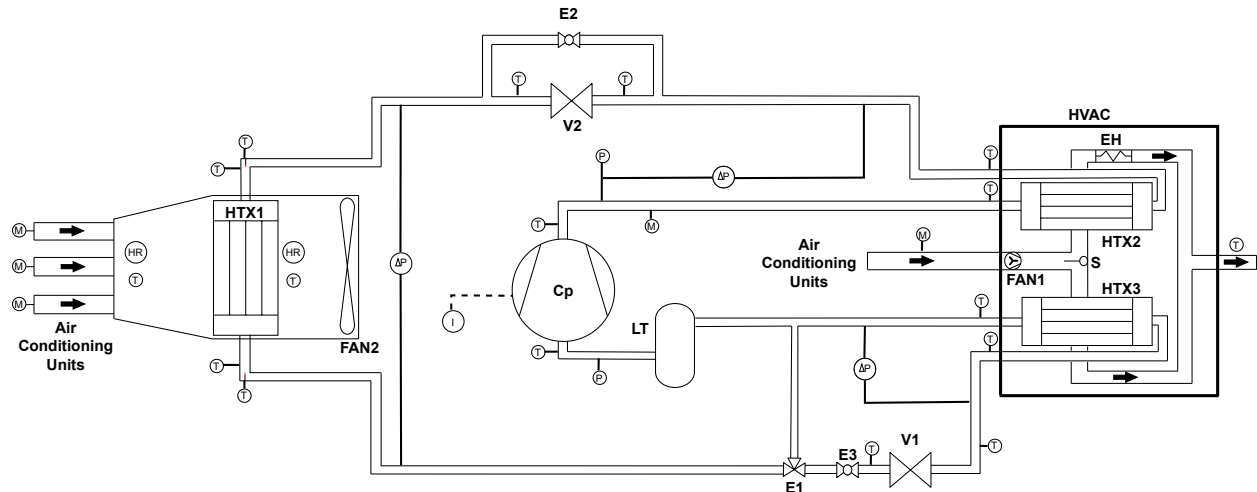 E2
T
T
V2
HVAC
EH
T
T
P
ΔP
T
T
HTX1
M
HR
HR
T
T
M
M
T
M
HTX2
Air
Conditioning
Units
M
T
FAN1
S
ΔP
Cp
I
HTX3
T
LT
Air
Conditioning
Units
FAN2
T
T
T
P
T
ΔP
V1
E3
T
T
E1